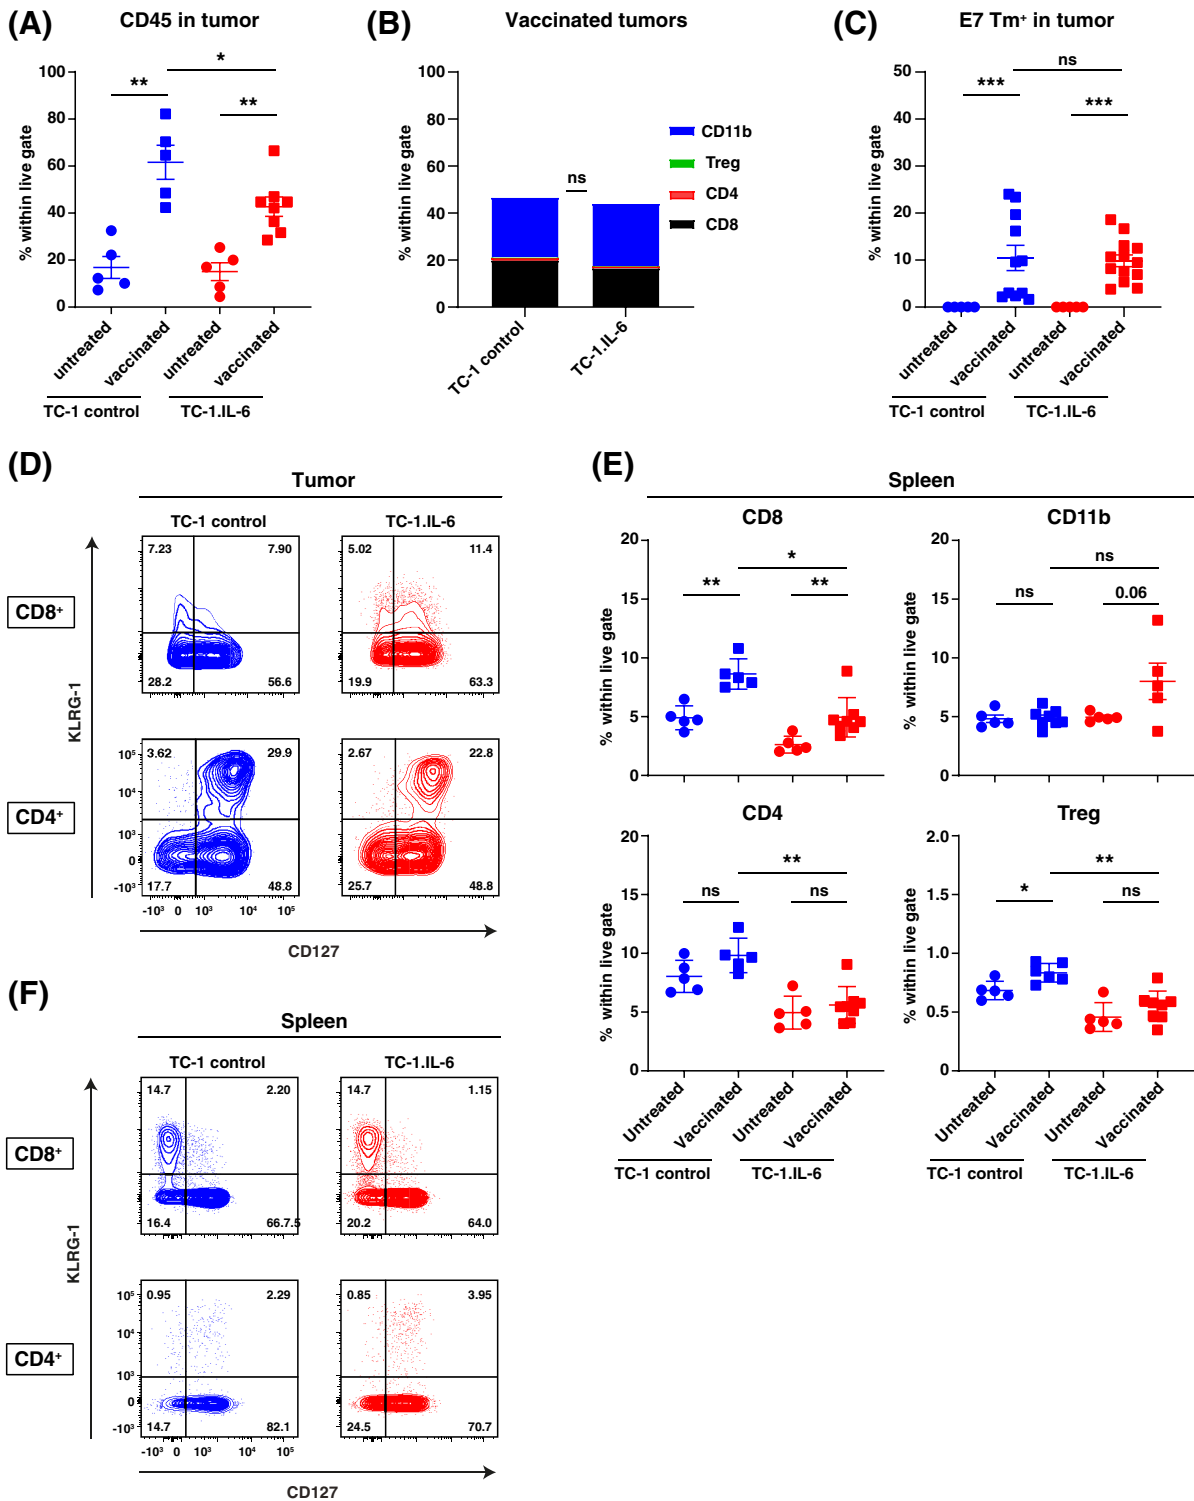 (A)
CD45 in tumor
% within live gate
100
80
60
40
20
0
**
*
**
untreated
vaccinated
untreated
vaccinated
TC-1 control
TC-1.IL-6
(B)
Vaccinated tumors
% within live gate
100
80
60
40
20
0
ns
CD11b
Treg
CD4
CD8
TC-1 control
TC-1.IL-6
(C)
E7 Tm⁺ in tumor
% within live gate
50
40
30
20
10
0
***
ns
***
untreated
vaccinated
untreated
vaccinated
TC-1 control
TC-1.IL-6
(D)
Tumor
TC-1 control
TC-1.IL-6
CD8⁺
7.23
7.90
28.2
56.6
5.02
11.4
19.9
63.3
KLRG-1
CD4⁺
10⁵
10⁴
10³
0
-10³
3.62
29.9
17.7
48.8
2.67
22.8
25.7
48.8
-10³ 0 10³ 10⁴ 10⁵
CD127
(E)
Spleen
CD8
% within live gate
20
15
10
5
0
**
*
**
CD11b
% within live gate
20
15
10
5
0
ns
ns
0.06
CD4
% within live gate
20
15
10
5
0
ns
**
ns
Untreated
Vaccinated
Untreated
Vaccinated
TC-1 control
TC-1.IL-6
Treg
% within live gate
2.0
1.5
1.0
0.5
0
*
**
ns
Untreated
Vaccinated
Untreated
Vaccinated
TC-1 control
TC-1.IL-6
(F)
Spleen
TC-1 control
TC-1.IL-6
CD8⁺
14.7
2.20
16.4
66.7.5
14.7
1.15
20.2
64.0
KLRG-1
CD4⁺
10⁵
10⁴
10³
0
-10³
0.95
2.29
14.7
82.1
0.85
3.95
24.5
70.7
-10³ 0 10³ 10⁴ 10⁵
CD127